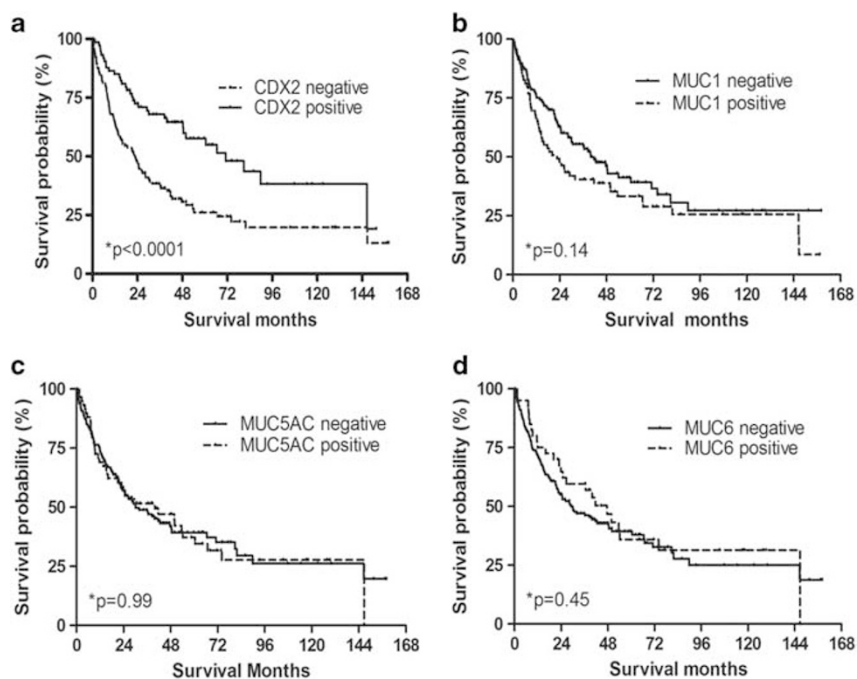 a
Survival probability (%)
100
75
50
25
0
CDX2 negative
CDX2 positive
*p<0.0001
0 24 48 72 96 120 144 168
Survival months
b
Survival probability (%)
100
75
50
25
0
MUC1 negative
MUC1 positive
*p=0.14
0 24 48 72 96 120 144 168
Survival months
c
Survival probability (%)
100
75
50
25
0
MUC5AC negative
MUC5AC positive
*p=0.99
24 48 72 96 120 144 168
Survival Months
d
Survival probability (%)
100
75
50
25
0
MUC6 negative
MUC6 positive
*p=0.45
24 48 72 96 120 144 168
Survival months